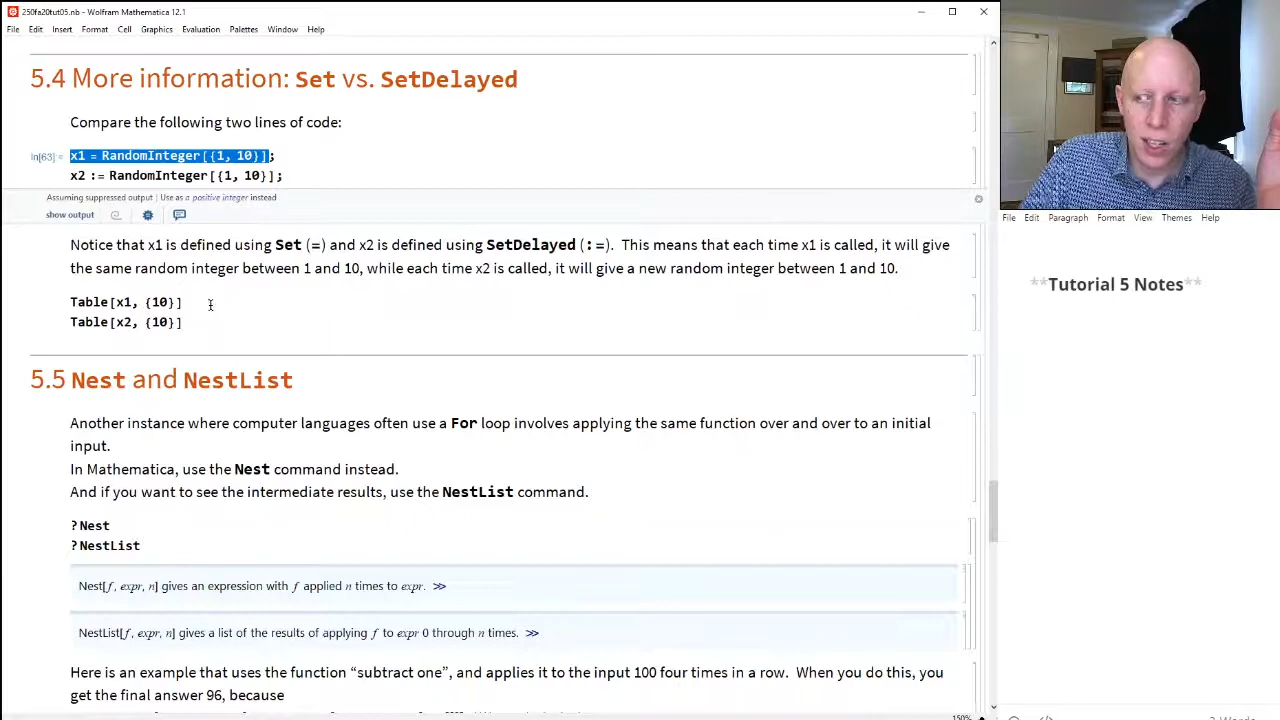 250fa20tut05.nb - Wolfram Mathematica 12.1
File Edit Insert Format Cell Graphics Evaluation Palettes Window Help
5.4 More information: Set vs. SetDelayed
Compare the following two lines of code:
In[63]:= x1 = RandomInteger[{1, 10}];
x2 := RandomInteger[{1, 10}];
Assuming suppressed output | Use as a positive integer instead
show output
Notice that x1 is defined using Set (=) and x2 is defined using SetDelayed (:=). This means that each time x1 is called, it will give
the same random integer between 1 and 10, while each time x2 is called, it will give a new random integer between 1 and 10.
Table[x1, {10}]
Table[x2, {10}]
5.5 Nest and NestList
Another instance where computer languages often use a For loop involves applying the same function over and over to an initial
input.
In Mathematica, use the Nest command instead.
And if you want to see the intermediate results, use the NestList command.
?Nest
?NestList
Nest[f, expr, n] gives an expression with f applied n times to expr. >>
NestList[f, expr, n] gives a list of the results of applying f to expr 0 through n times. >>
Here is an example that uses the function “subtract one”, and applies it to the input 100 four times in a row. When you do this, you
get the final answer 96, because
150%
File Edit Paragraph Format View Themes Help
**Tutorial 5 Notes**